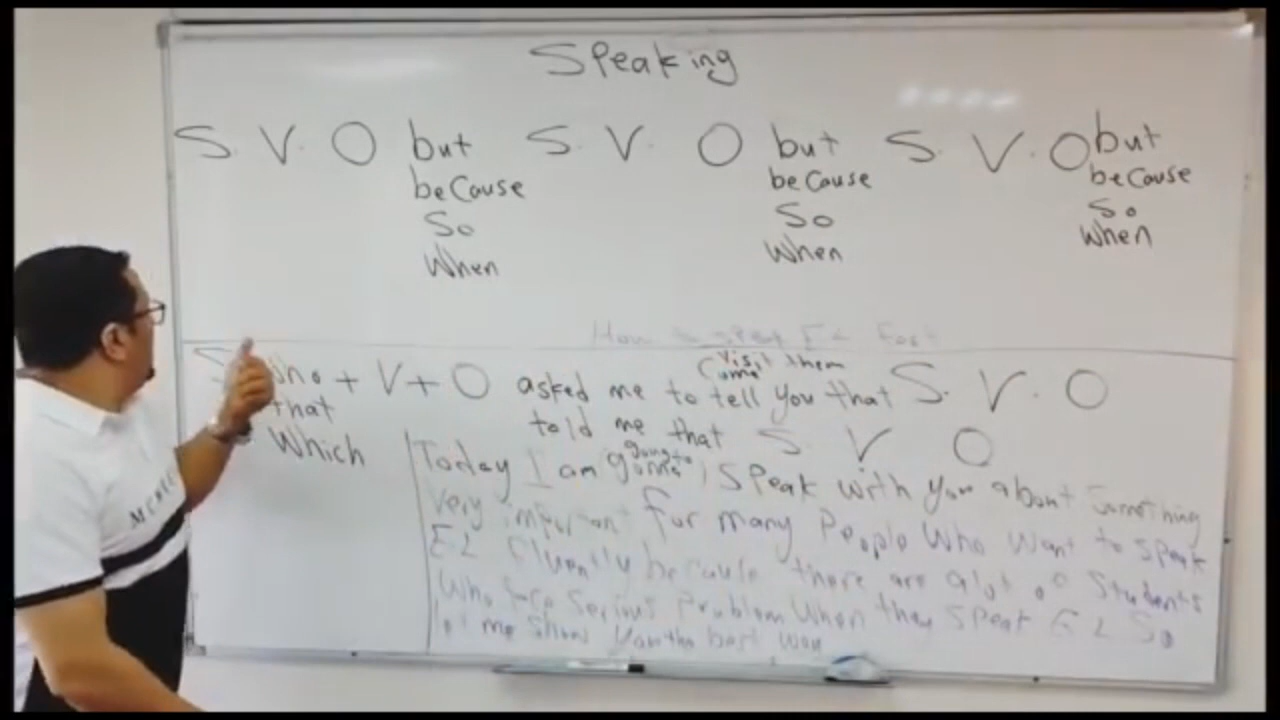 Speaking
S. V. O but S. V. O but S. V. O but
because because because
So So So
When When When
How to speak E L Fast
visit them
Come
S who + V + O asked me to tell you that S. V. O
that told me that S V O
Which
going to
Today I am gonna speak with you about something
very important for many People Who Want to speak
E L fluently because there are alot of Students
Who face Serious Problem When they speak E L So
let me show you the best way